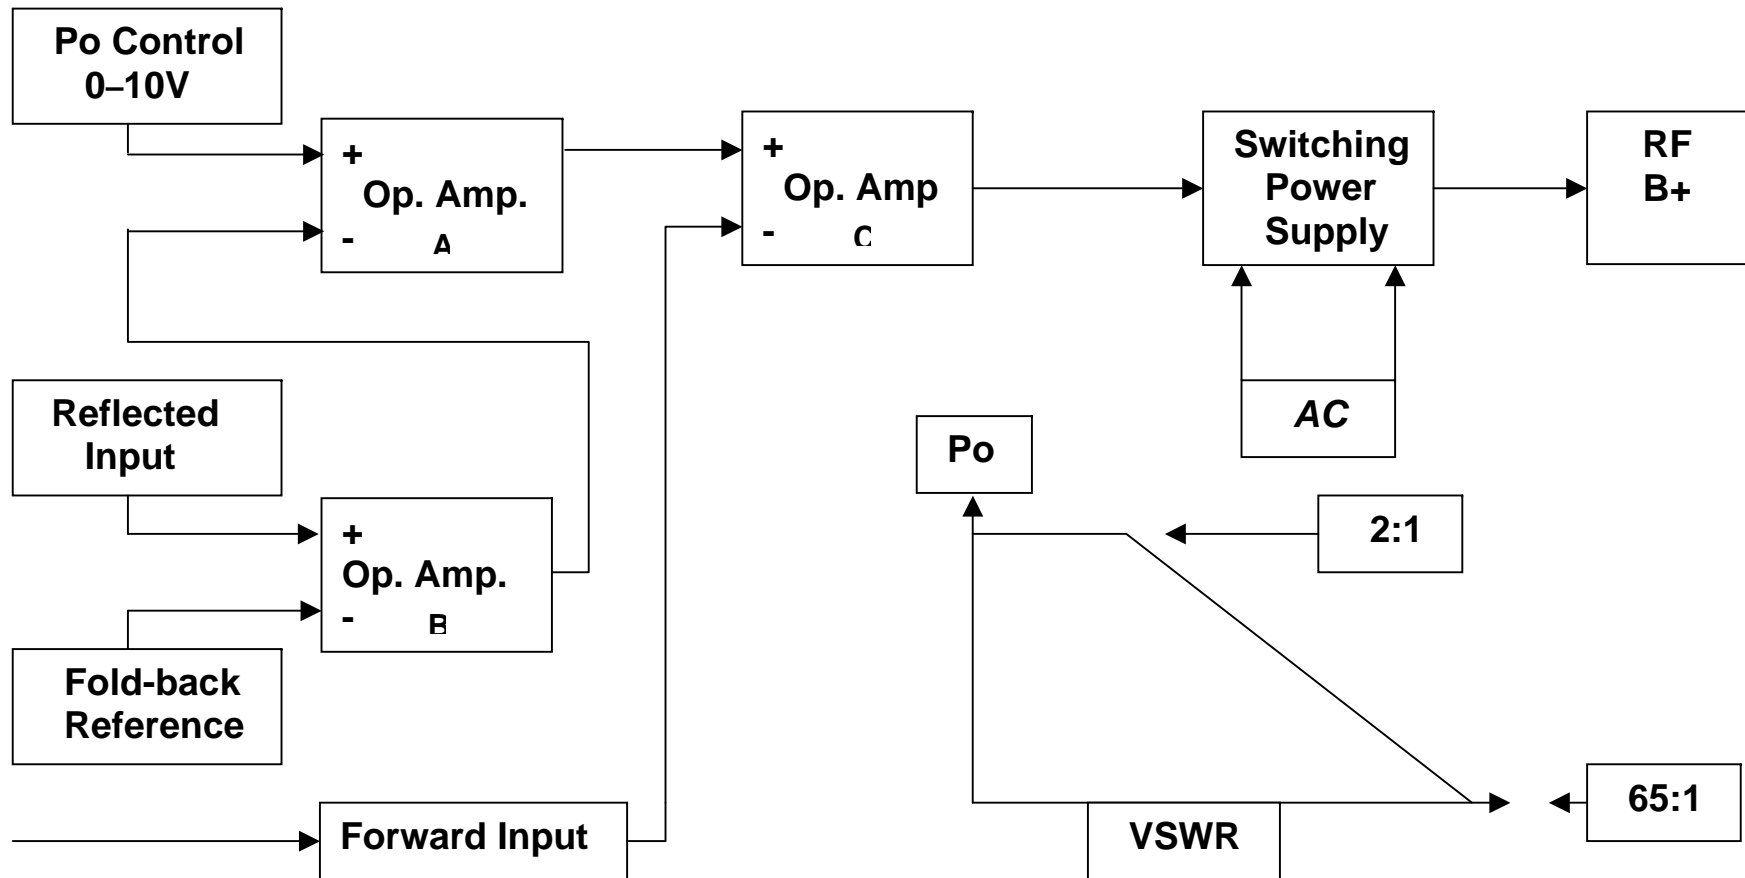 Po Control
0–10V
+
Op. Amp.
-
A
+
Op. Amp
-
C
Switching
Power
Supply
RF
B+
AC
Reflected
Input
+
Op. Amp.
-
B
Fold-back
Reference
Forward Input
Po
2:1
65:1
VSWR